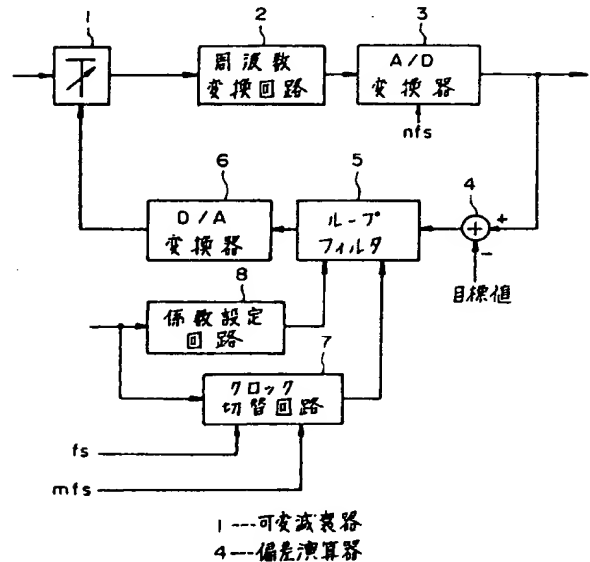 1
2
3
周波数
変換回路
A/D
変換器
nfs
6
5
4
D/A
変換器
ループ
フィルタ
+
+
-
目標値
8
係数設定
回路
7
クロック
切替回路
fs
mfs
1---可変減衰器
4---偏差演算器